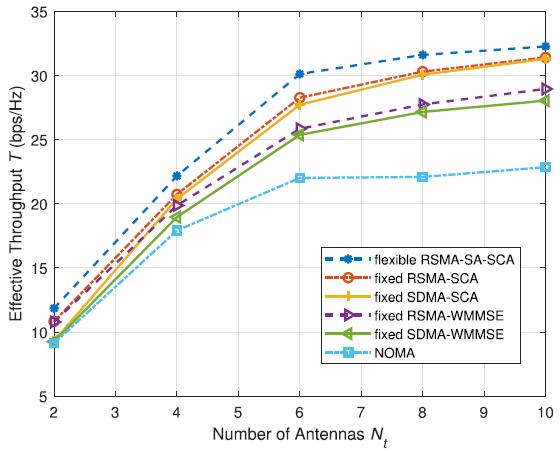 35
30
25
20
15
10
5
Effective Throughput T (bps/Hz)
flexible RSMA-SA-SCA
fixed RSMA-SCA
fixed SDMA-SCA
fixed RSMA-WMMSE
fixed SDMA-WMMSE
NOMA
2 3 4 5 6 7 8 9 10
Number of Antennas N_t